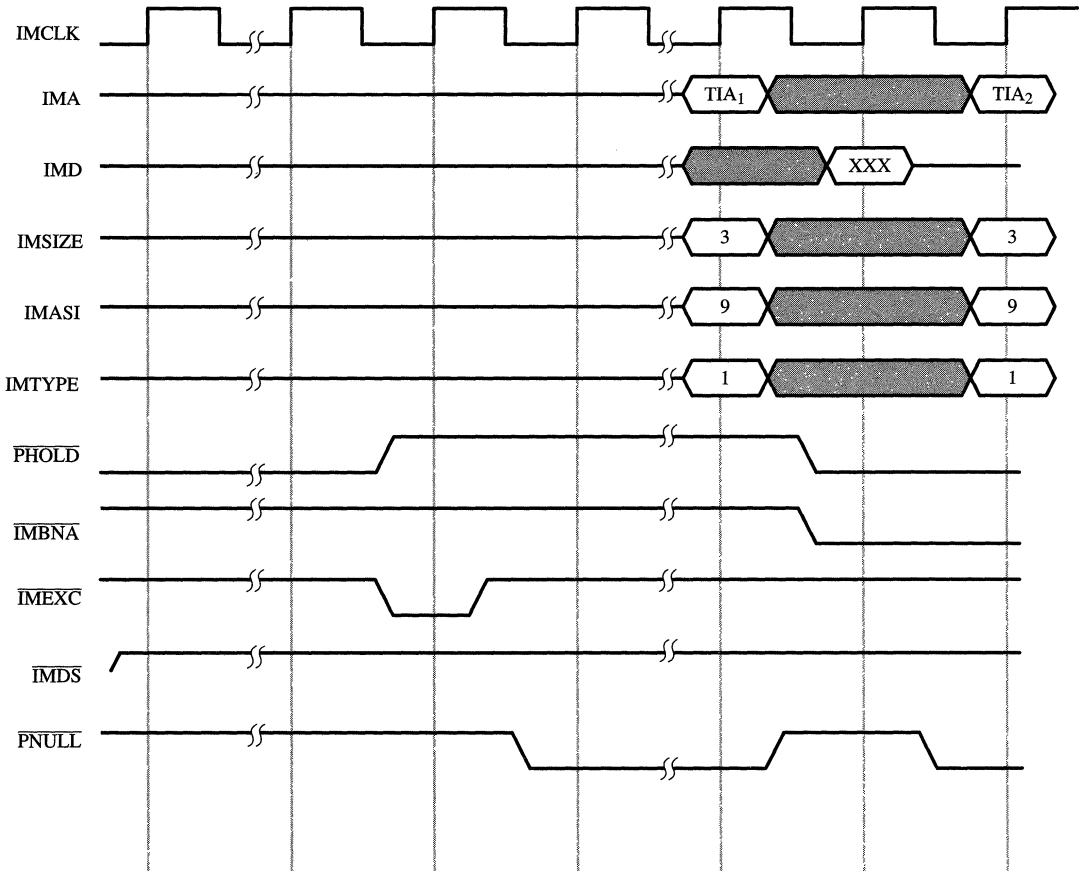 IMCLK
IMA TIA₁ TIA₂
IMD XXX
IMSIZE 3 3
IMASI 9 9
IMTYPE 1 1
PHOLD
IMBNA
IMEXC
IMDS
PNULL